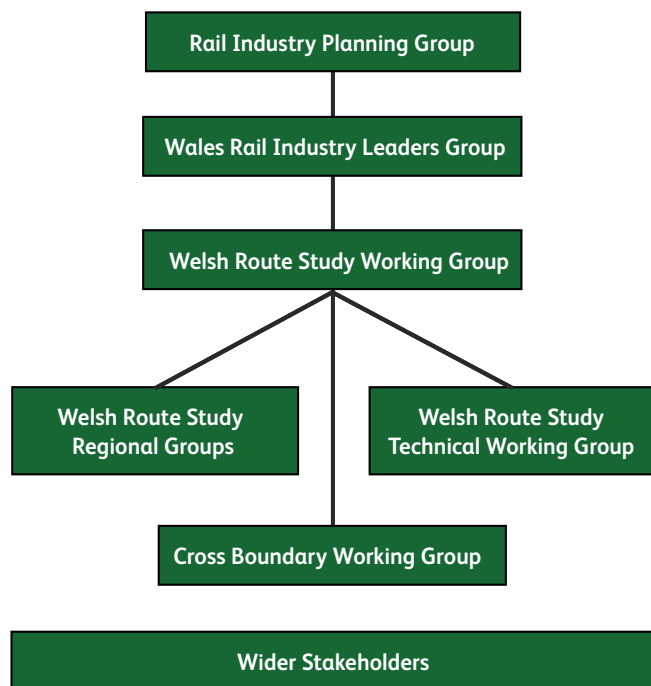 Rail Industry Planning Group
Wales Rail Industry Leaders Group
Welsh Route Study Working Group
Welsh Route Study
Regional Groups
Welsh Route Study
Technical Working Group
Cross Boundary Working Group
Wider Stakeholders